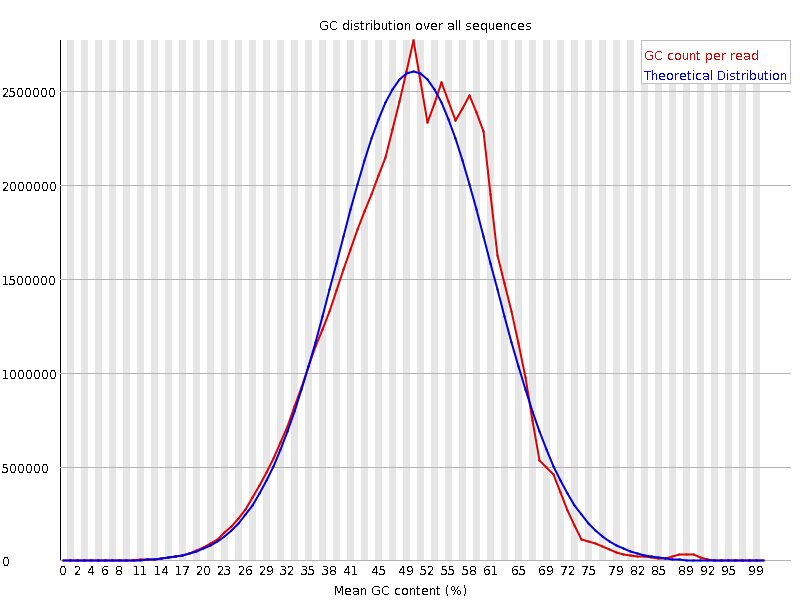 GC distribution over all sequences
GC count per read
Theoretical Distribution
2500000
2000000
1500000
1000000
500000
0
0 2 4 6 8 11 14 17 20 23 26 29 32 35 38 41 45 49 52 55 58 61 65 69 72 75 79 82 85 89 92 95 99
Mean GC content (%)